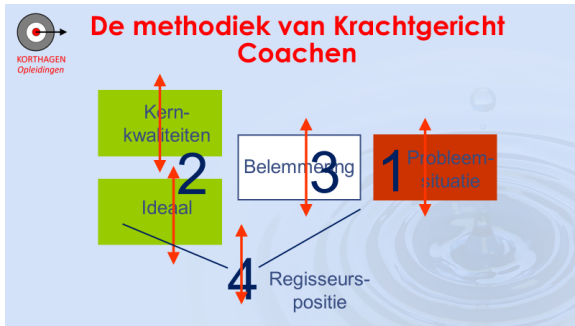 De methodiek van Krachtgericht
Coachen
KORTHAGEN
Opleidingen
Kern-
kwaliteiten
2
Ideaal
Belemmering
3
1
Probleem-
situatie
4
Regisseurs-
positie